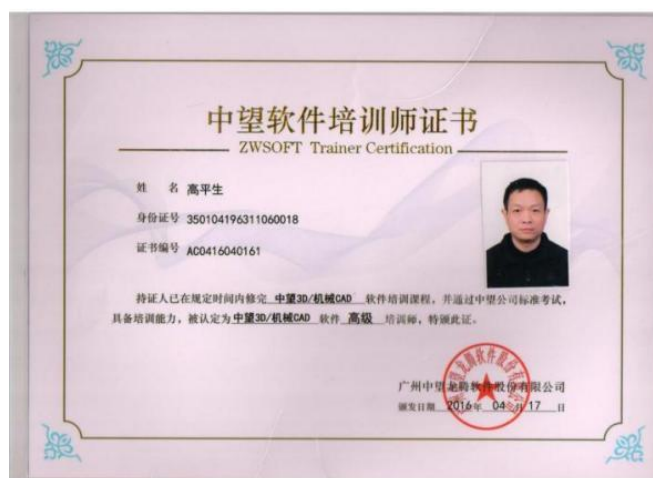 中望软件培训师证书
ZWSOFT Trainer Certification
姓 名 高平生
身份证号 350104196311060018
证书编号 AC0416040161
持证人已在规定时间内修完 中望3D/机械CAD 软件培训课程，并通过中望公司标准考试，
具备培训能力，被认定为 中望3D/机械CAD 软件 高级 培训师，特颁此证。
广州中望龙腾软件股份有限公司
颁发日期 2016年 04 月 17 日